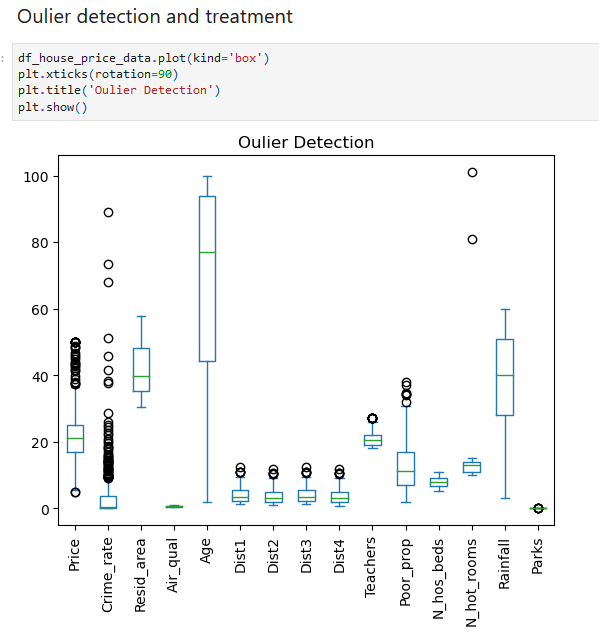 Oulier detection and treatment
: df_house_price_data.plot(kind='box')
plt.xticks(rotation=90)
plt.title('Oulier Detection')
plt.show()
Oulier Detection
100
80
60
40
20
0
Price
Crime_rate
Resid_area
Air_qual
Age
Dist1
Dist2
Dist3
Dist4
Teachers
Poor_prop
N_hos_beds
N_hot_rooms
Rainfall
Parks